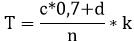 T = (c*0,7+d)/n * k